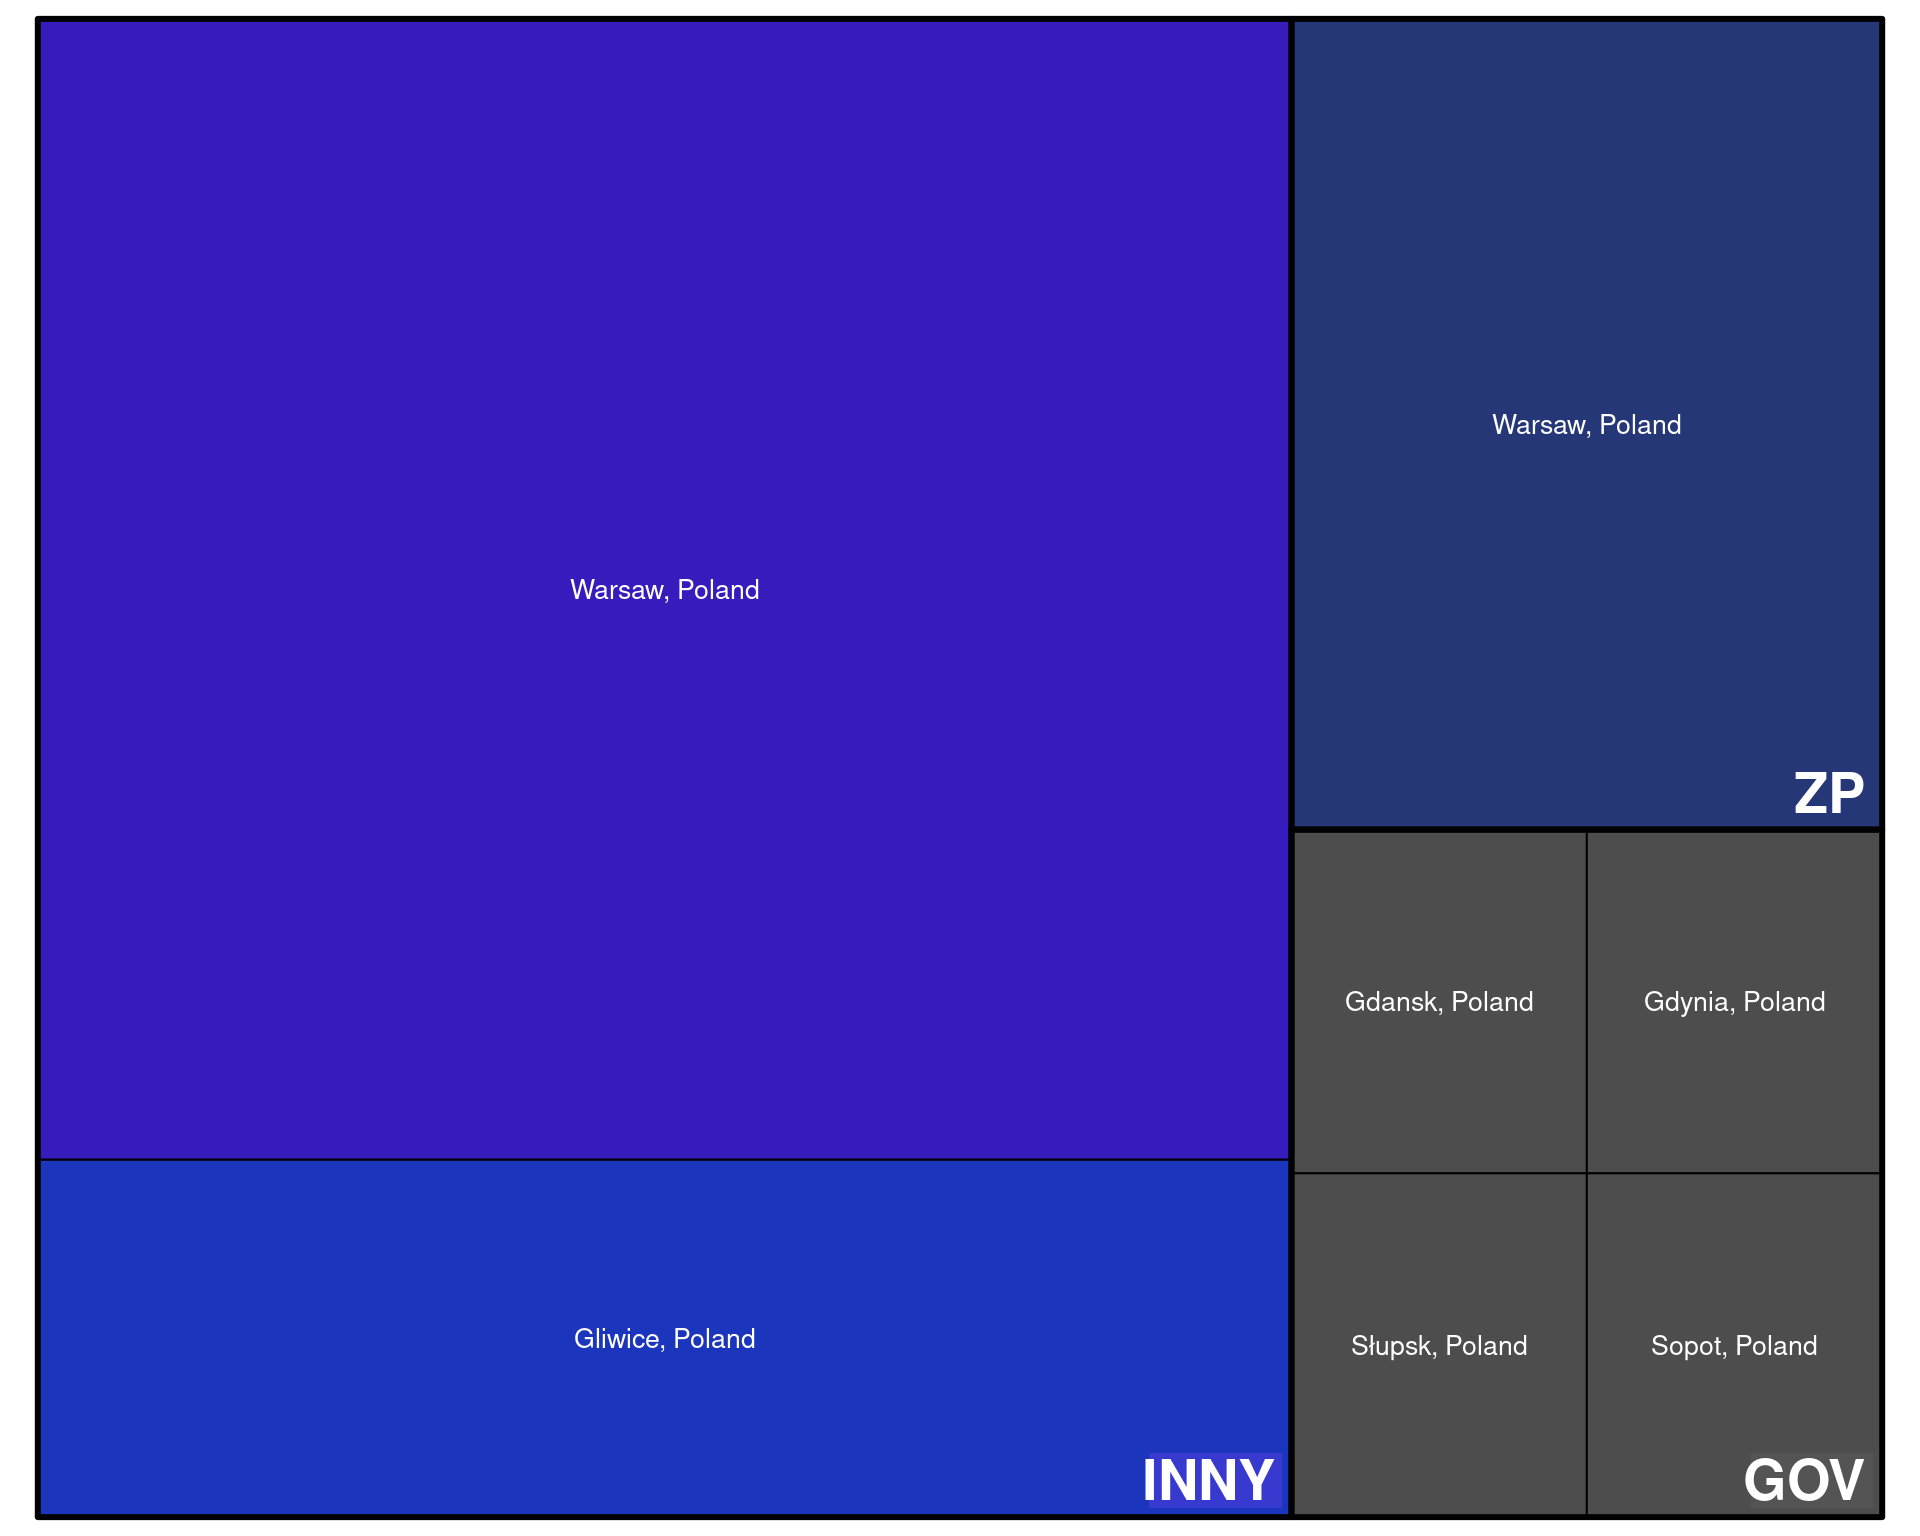 Warsaw, Poland
Gliwice, Poland
INNY
Warsaw, Poland
ZP
Gdansk, Poland
Gdynia, Poland
Słupsk, Poland
Sopot, Poland
GOV